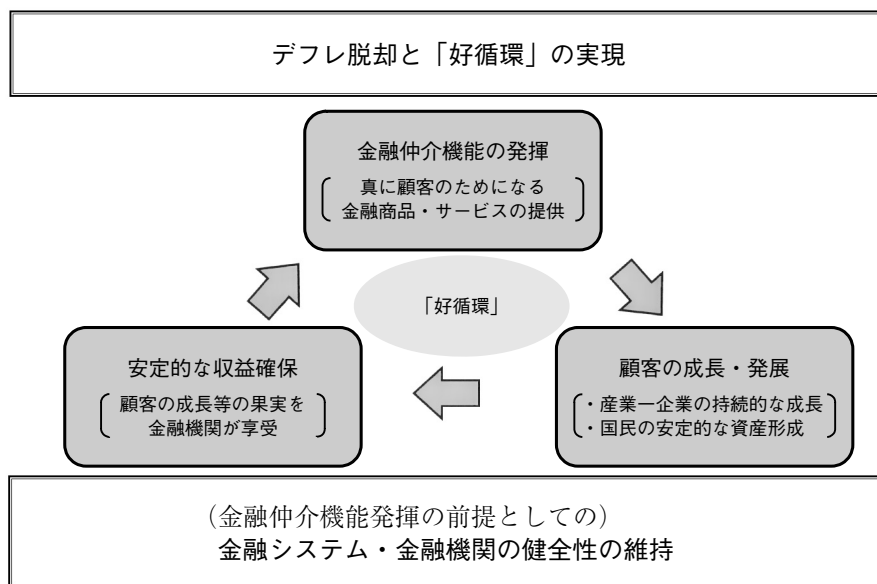 デフレ脱却と「好循環」の実現
金融仲介機能の発揮
真に顧客のためになる
金融商品・サービスの提供
「好循環」
安定的な収益確保
顧客の成長等の果実を
金融機関が享受
顧客の成長・発展
・産業ー企業の持続的な成長
・国民の安定的な資産形成
（金融仲介機能発揮の前提としての）
金融システム・金融機関の健全性の維持